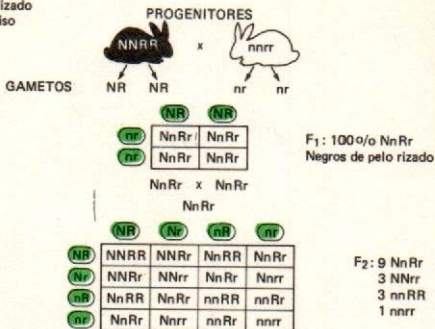 izado
iso
PROGENITORES
NNRR x nnrr
GAMETOS NR NR nr nr
NR NR
nr NnRr NnRr
nr NnRr NnRr
F1: 100o/o NnRr
Negros de pelo rizado
NnRr x NnRr
NnRr
NR Nr nR nr
NR NNRR NNRr NnRR NnRr
Nr NNRr NNrr NnRr Nnrr
nR NnRR NnRr nnRR nnRr
nr NnRr Nnrr nnRr nnrr
F2: 9 NnRr
3 NNrr
3 nnRR
1 nnrr